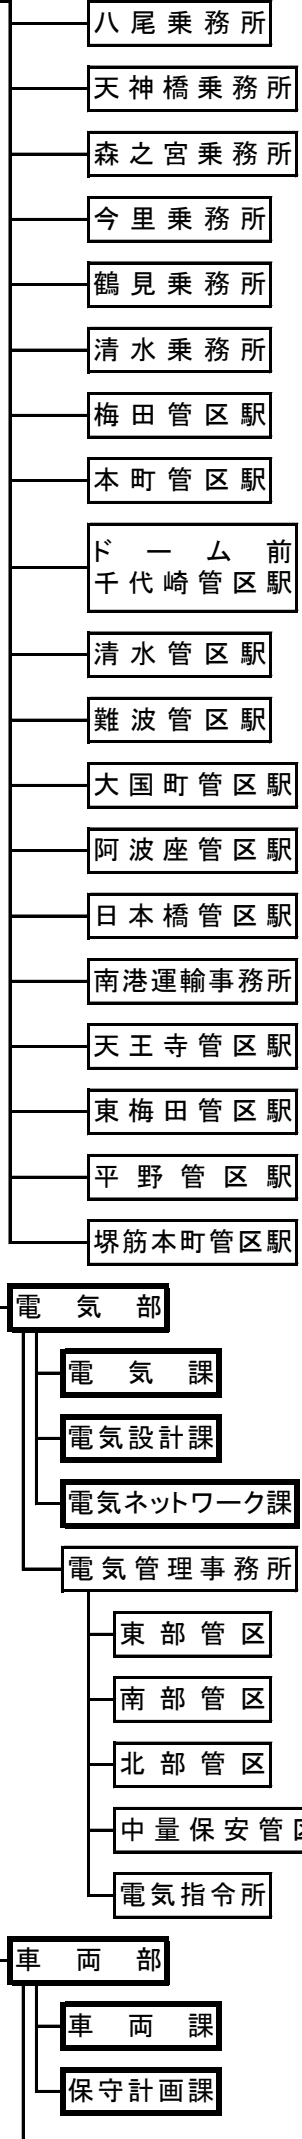 八尾乗務所
天神橋乗務所
森之宮乗務所
今里乗務所
鶴見乗務所
清水乗務所
梅田管区駅
本町管区駅
ドーム前
千代崎管区駅
清水管区駅
難波管区駅
大国町管区駅
阿波座管区駅
日本橋管区駅
南港運輸事務所
天王寺管区駅
東梅田管区駅
平野管区駅
堺筋本町管区駅
電気部
電気課
電気設計課
電気ネットワーク課
電気管理事務所
東部管区
南部管区
北部管区
中量保安管区
電気指令所
車両部
車両課
保守計画課